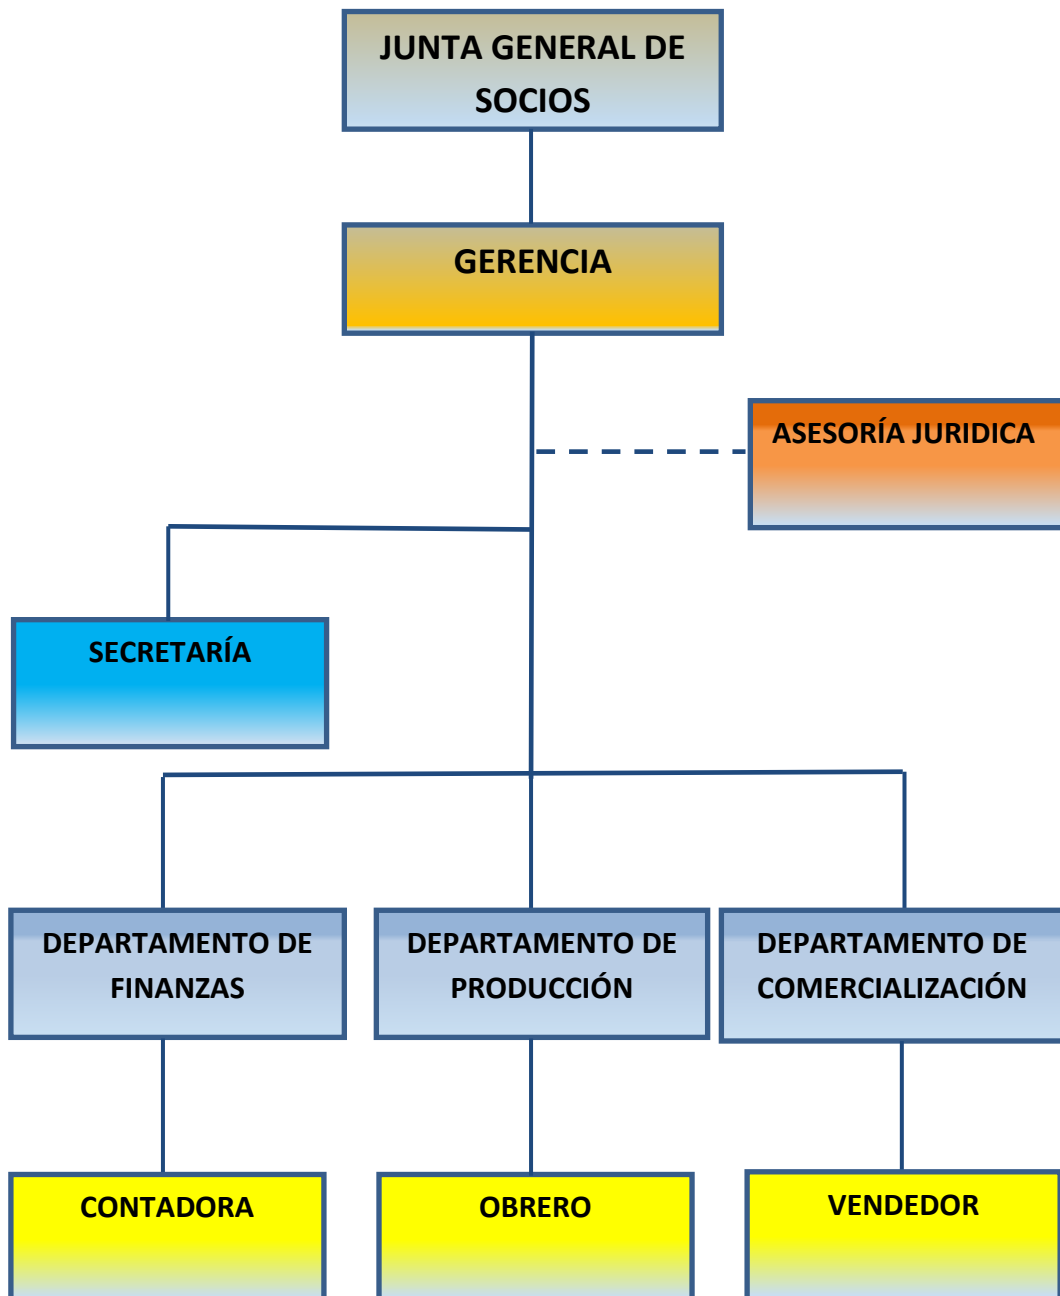 JUNTA GENERAL DE
SOCIOS
GERENCIA
ASESORÍA JURIDICA
SECRETARÍA
DEPARTAMENTO DE
FINANZAS
DEPARTAMENTO DE
PRODUCCIÓN
DEPARTAMENTO DE
COMERCIALIZACIÓN
CONTADORA
OBRERO
VENDEDOR